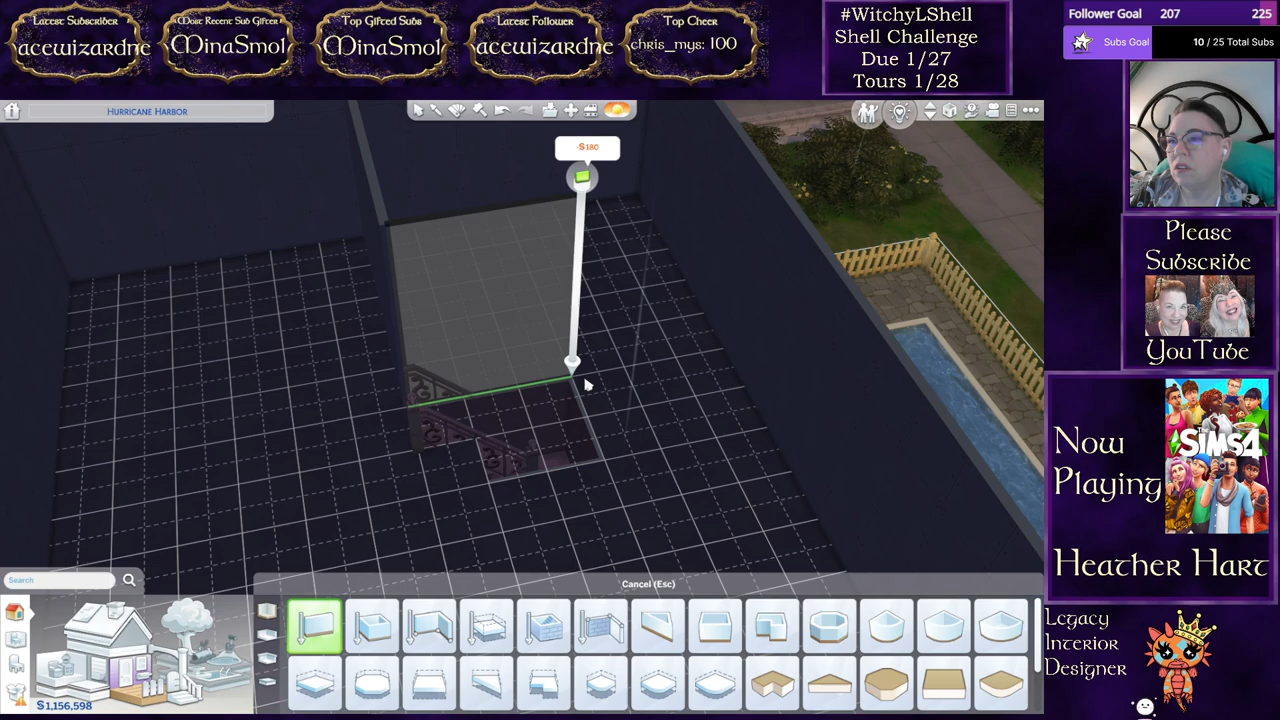 Latest Subscriber
acewizardne
Most Recent Sub Gifter
MinaSmol
Top Gifted Subs
MinaSmol
Latest Follower
acewizardne
Top Cheer
chris_mys: 100
#WitchyLShell
Shell Challenge
Due 1/27
Tours 1/28
Follower Goal 207 225
Subs Goal 10 / 25 Total Subs
Hurricane Harbor
-§180
Please
Subscribe
YouTube
Now
Playing
THE SIMS 4
Heather Hart
Legacy
Interior
Designer
Cancel (Esc)
Search
§1,156,598